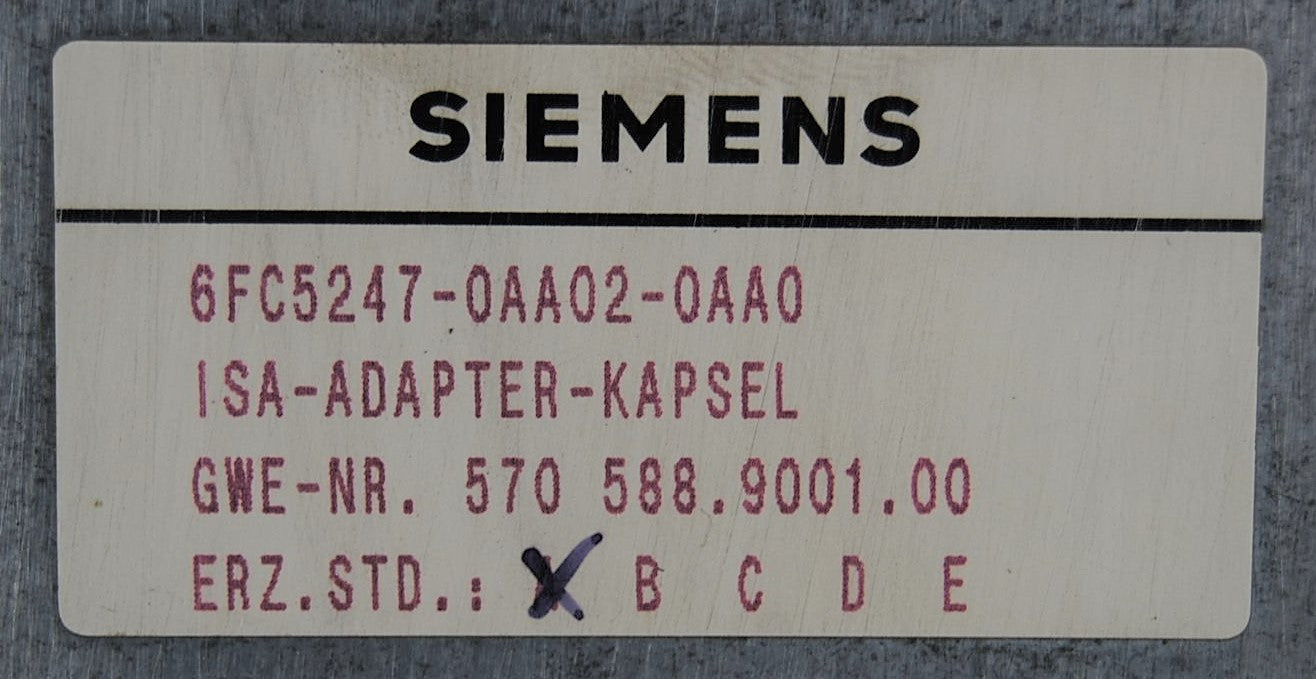 SIEMENS
6FC5247-0AA02-0AA0
ISA-ADAPTER-KAPSEL
GWE-NR. 570 588.9001.00
ERZ.STD.: A B C D E